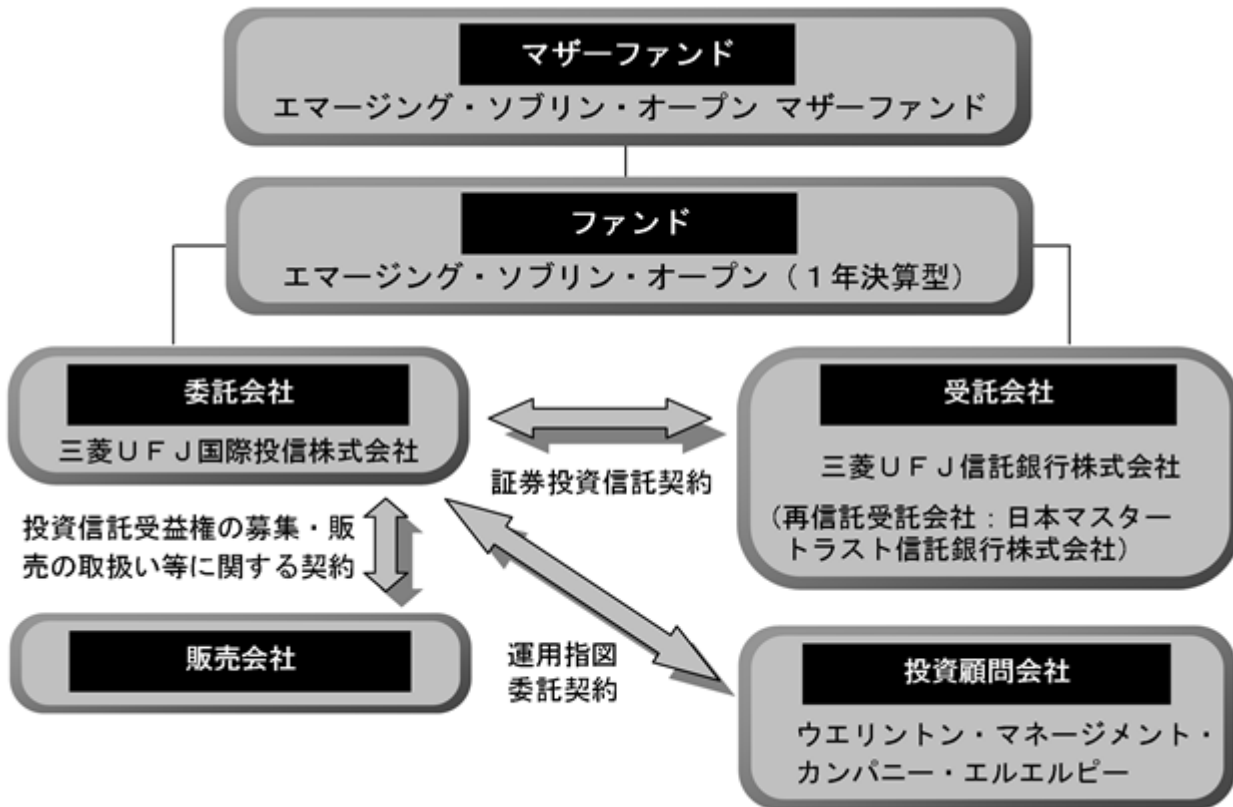 マザーファンド
エマージング・ソブリン・オープン マザーファンド
ファンド
エマージング・ソブリン・オープン（１年決算型）
委託会社
三菱ＵＦＪ国際投信株式会社
証券投資信託契約
受託会社
三菱ＵＦＪ信託銀行株式会社
（再信託受託会社：日本マスター
トラスト信託銀行株式会社）
投資信託受益権の募集・販
売の取扱い等に関する契約
販売会社
運用指図
委託契約
投資顧問会社
ウエリントン・マネージメント・
カンパニー・エルエルピー